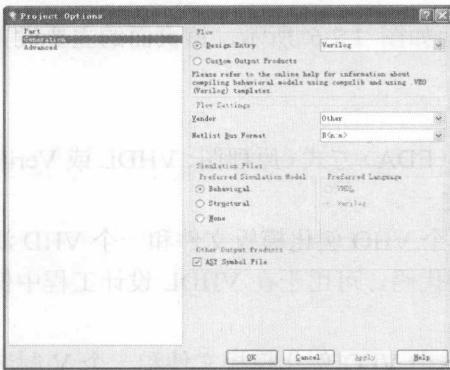 Project Options
Part
Generation
Advanced
Flow
Design Entry
Verilog
Custom Output Products
Please refer to the online help for information about
compiling behavioral models using compxlib and using .VEO
(Verilog) templates.
Flow Settings
Vendor
Other
Netlist Bus Format
B<n:m>
Simulation Files
Preferred Simulation Model
Preferred Language
Behavioral
VHDL
Structural
Verilog
None
Other Output Products
ASY Symbol File
OK
Cancel
Apply
Help